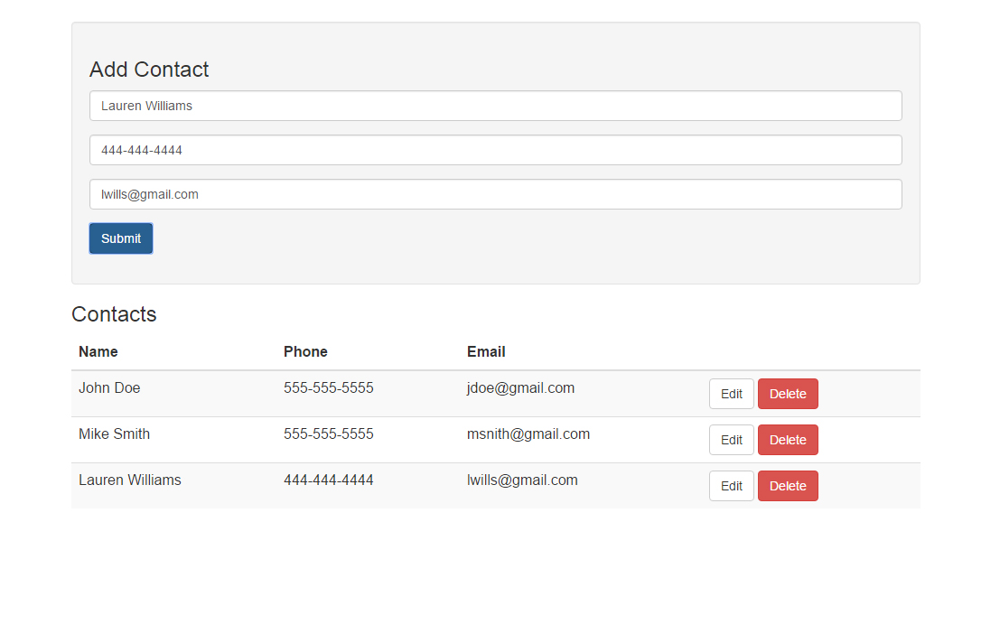 Add Contact
Lauren Williams
444-444-4444
lwills@gmail.com
Submit
Contacts
Name Phone Email
John Doe 555-555-5555 jdoe@gmail.com Edit Delete
Mike Smith 555-555-5555 msnith@gmail.com Edit Delete
Lauren Williams 444-444-4444 lwills@gmail.com Edit Delete